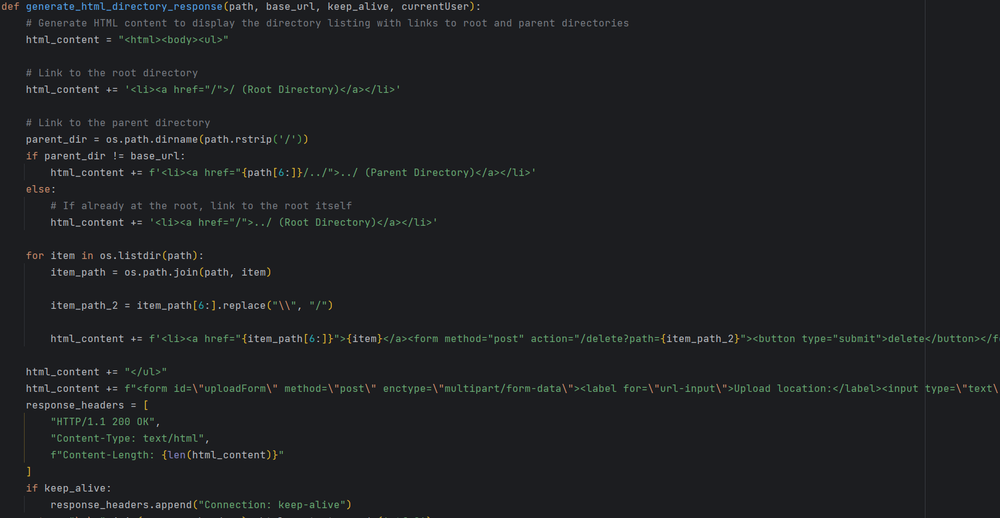 def generate_html_directory_response(path, base_url, keep_alive, currentUser):
    # Generate HTML content to display the directory listing with links to root and parent directories
    html_content = "<html><body><ul>"

    # Link to the root directory
    html_content += '<li><a href="/">/ (Root Directory)</a></li>'

    # Link to the parent directory
    parent_dir = os.path.dirname(path.rstrip('/'))
    if parent_dir != base_url:
        html_content += f'<li><a href="{path[6:]}/../">../ (Parent Directory)</a></li>'
    else:
        # If already at the root, link to the root itself
        html_content += '<li><a href="/">../ (Root Directory)</a></li>'

    for item in os.listdir(path):
        item_path = os.path.join(path, item)

        item_path_2 = item_path[6:].replace("\\", "/")

        html_content += f'<li><a href="{item_path[6:]}">{item}</a><form method="post" action="/delete?path={item_path_2}"><button type="submit">delete</button></f

    html_content += "</ul>"
    html_content += f"<form id=\"uploadForm\" method=\"post\" enctype=\"multipart/form-data\"><label for=\"url-input\">Upload location:</label><input type=\"text\
    response_headers = [
        "HTTP/1.1 200 OK",
        "Content-Type: text/html",
        f"Content-Length: {len(html_content)}"
    ]
    if keep_alive:
        response_headers.append("Connection: keep-alive")